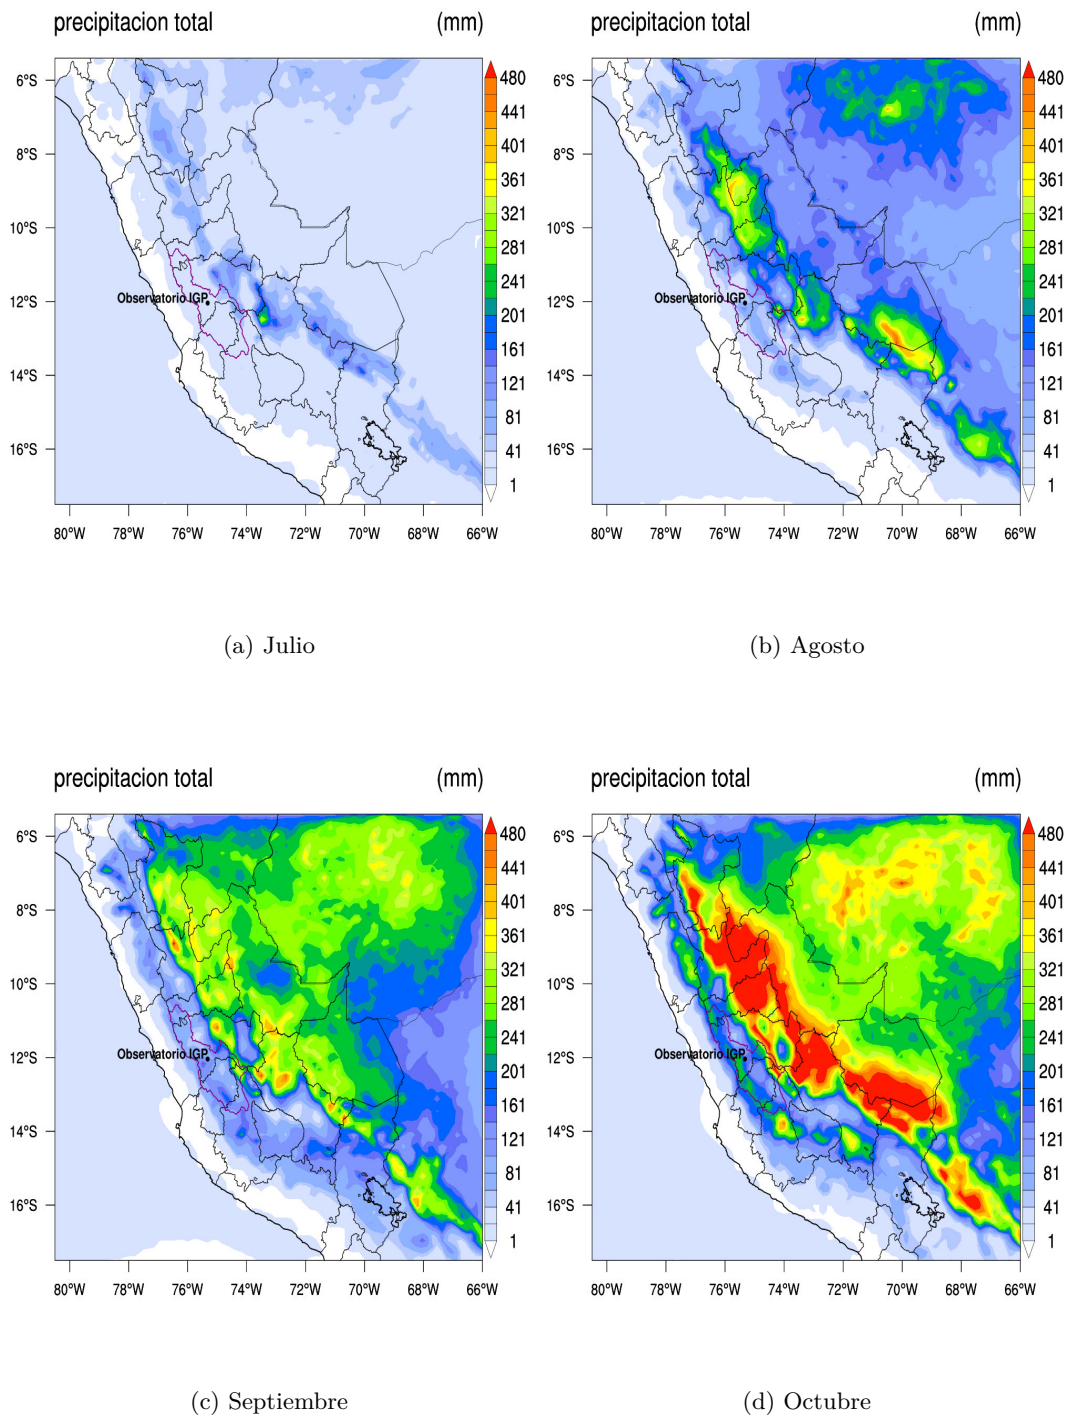 precipitacion total (mm)
6°S
8°S
10°S
12°S
14°S
16°S
Observatorio IGP
480
441
401
361
321
281
241
201
161
121
81
41
1
80°W 78°W 76°W 74°W 72°W 70°W 68°W 66°W
(a) Julio
precipitacion total (mm)
6°S
8°S
10°S
12°S
14°S
16°S
Observatorio IGP
480
441
401
361
321
281
241
201
161
121
81
41
1
80°W 78°W 76°W 74°W 72°W 70°W 68°W 66°W
(b) Agosto
precipitacion total (mm)
6°S
8°S
10°S
12°S
14°S
16°S
Observatorio IGP
480
441
401
361
321
281
241
201
161
121
81
41
1
80°W 78°W 76°W 74°W 72°W 70°W 68°W 66°W
(c) Septiembre
precipitacion total (mm)
6°S
8°S
10°S
12°S
14°S
16°S
Observatorio IGP
480
441
401
361
321
281
241
201
161
121
81
41
1
80°W 78°W 76°W 74°W 72°W 70°W 68°W 66°W
(d) Octubre